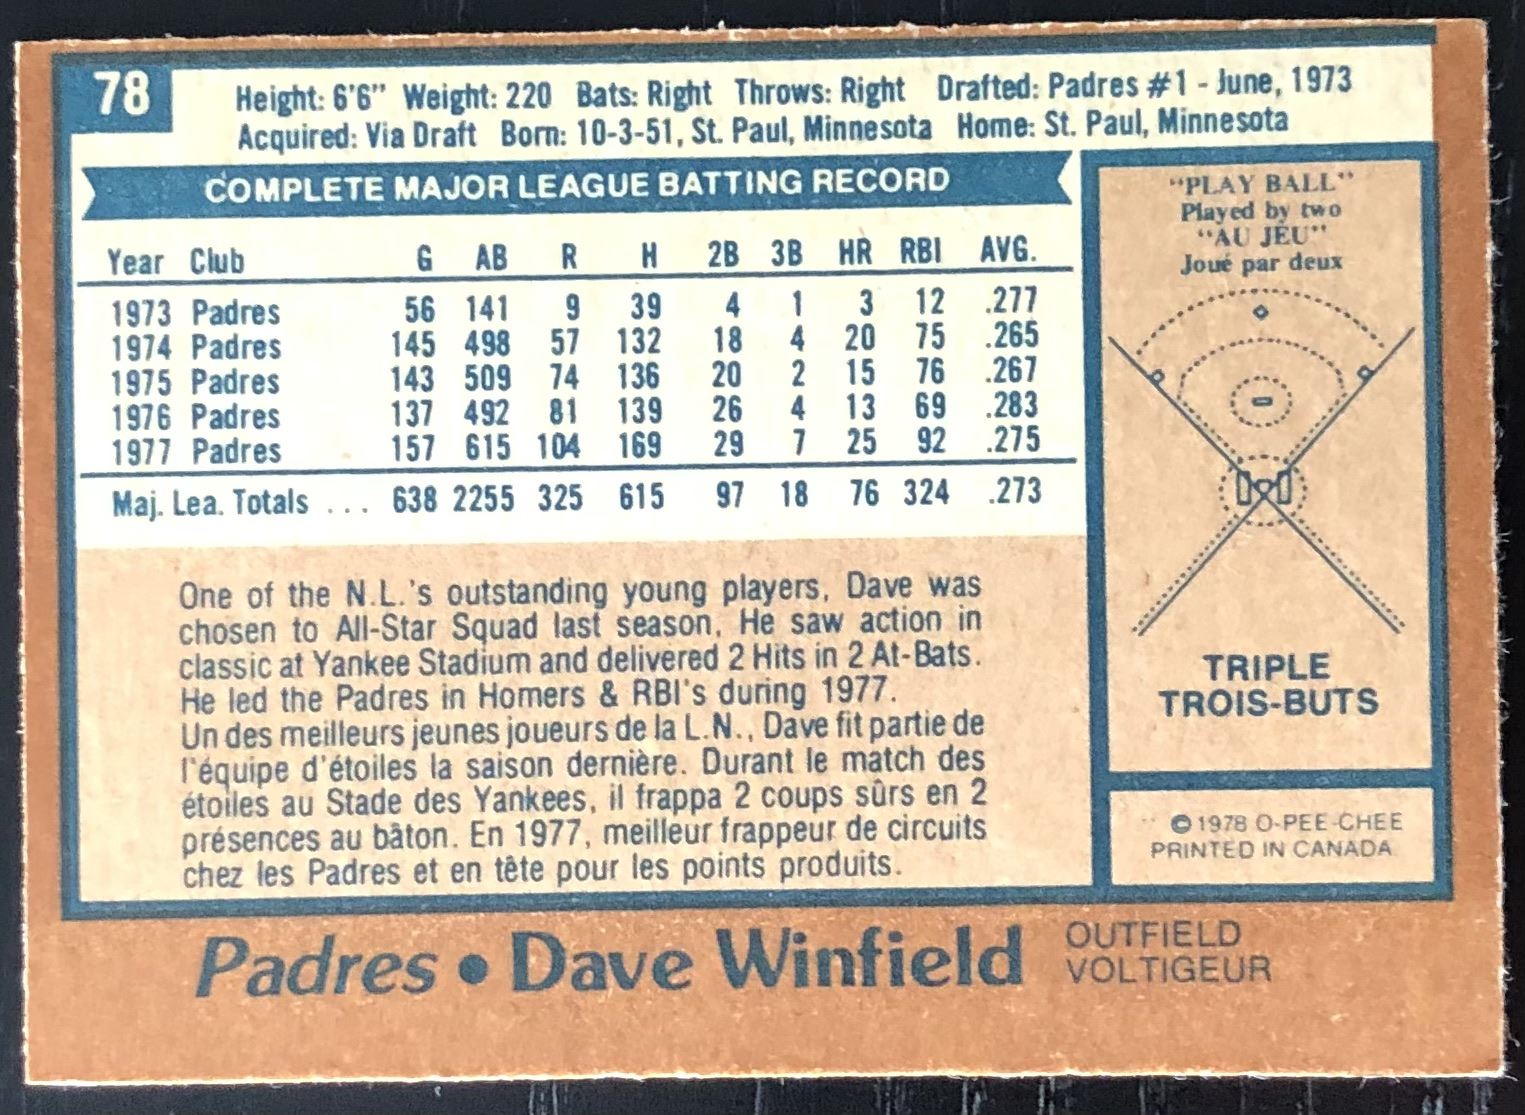 78
Height: 6'6" Weight: 220 Bats: Right Throws: Right Drafted: Padres #1 - June, 1973
Acquired: Via Draft Born: 10-3-51, St. Paul, Minnesota Home: St. Paul, Minnesota
COMPLETE MAJOR LEAGUE BATTING RECORD
Year Club G AB R H 2B 3B HR RBI AVG.
1973 Padres 56 141 9 39 4 1 3 12 .277
1974 Padres 145 498 57 132 18 4 20 75 .265
1975 Padres 143 509 74 136 20 2 15 76 .267
1976 Padres 137 492 81 139 26 4 13 69 .283
1977 Padres 157 615 104 169 29 7 25 92 .275
Maj. Lea. Totals ... 638 2255 325 615 97 18 76 324 .273
One of the N.L.'s outstanding young players, Dave was
chosen to All-Star Squad last season. He saw action in
classic at Yankee Stadium and delivered 2 Hits in 2 At-Bats.
He led the Padres in Homers & RBI's during 1977.
Un des meilleurs jeunes joueurs de la L.N., Dave fit partie de
l'équipe d'étoiles la saison dernière. Durant le match des
étoiles au Stade des Yankees, il frappa 2 coups sûrs en 2
présences au bâton. En 1977, meilleur frappeur de circuits
chez les Padres et en tête pour les points produits.
"PLAY BALL"
Played by two
"AU JEU"
Joué par deux
TRIPLE
TROIS-BUTS
© 1978 O-PEE-CHEE
PRINTED IN CANADA
Padres • Dave Winfield
OUTFIELD
VOLTIGEUR